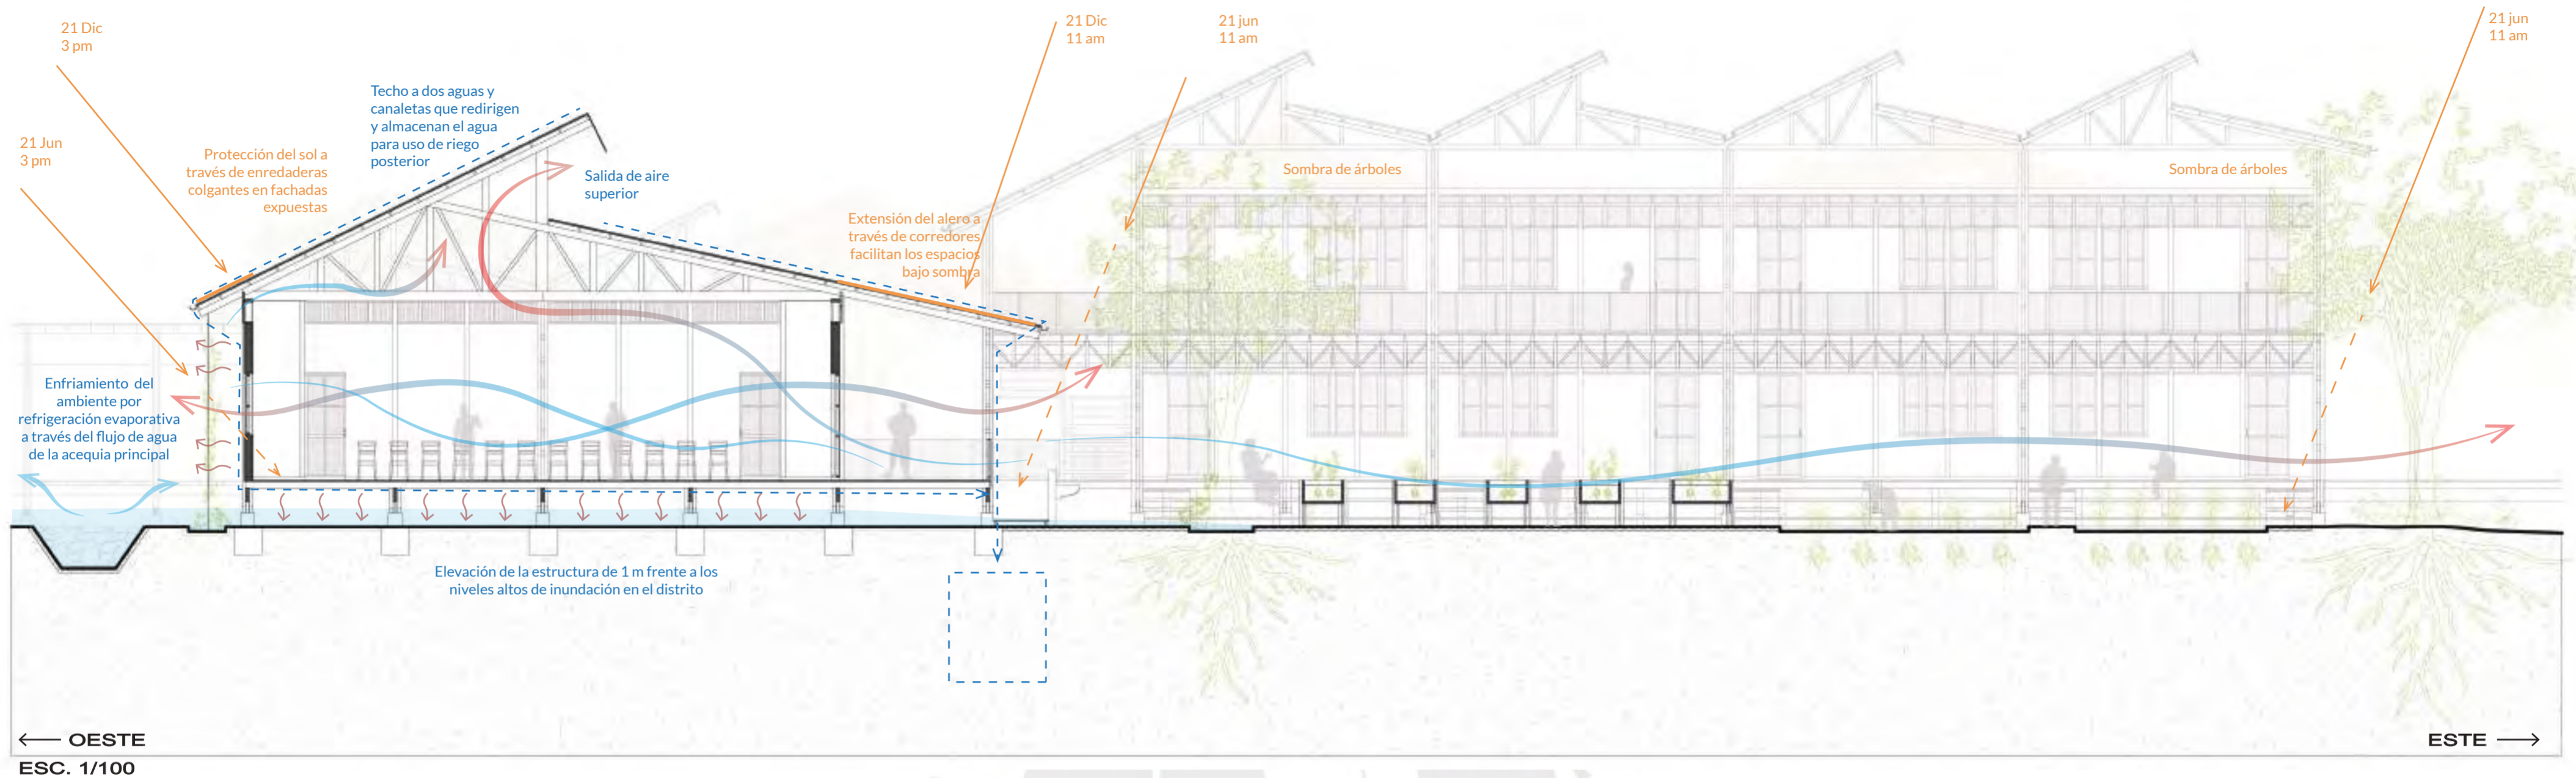 21 Dic
3 pm
21 Jun
3 pm
Protección del sol a
través de enredaderas
colgantes en fachadas
expuestas
Techo a dos aguas y
canaletas que redirigen
y almacenan el agua
para uso de riego
posterior
Salida de aire
superior
Extensión del alero a
través de corredores
facilitan los espacios
bajo sombra
21 Dic
11 am
21 jun
11 am
21 jun
11 am
Sombra de árboles
Sombra de árboles
Enfriamiento del
ambiente por
refrigeración evaporativa
a través del flujo de agua
de la acequia principal
Elevación de la estructura de 1 m frente a los
niveles altos de inundación en el distrito
← OESTE
ESTE →
ESC. 1/100